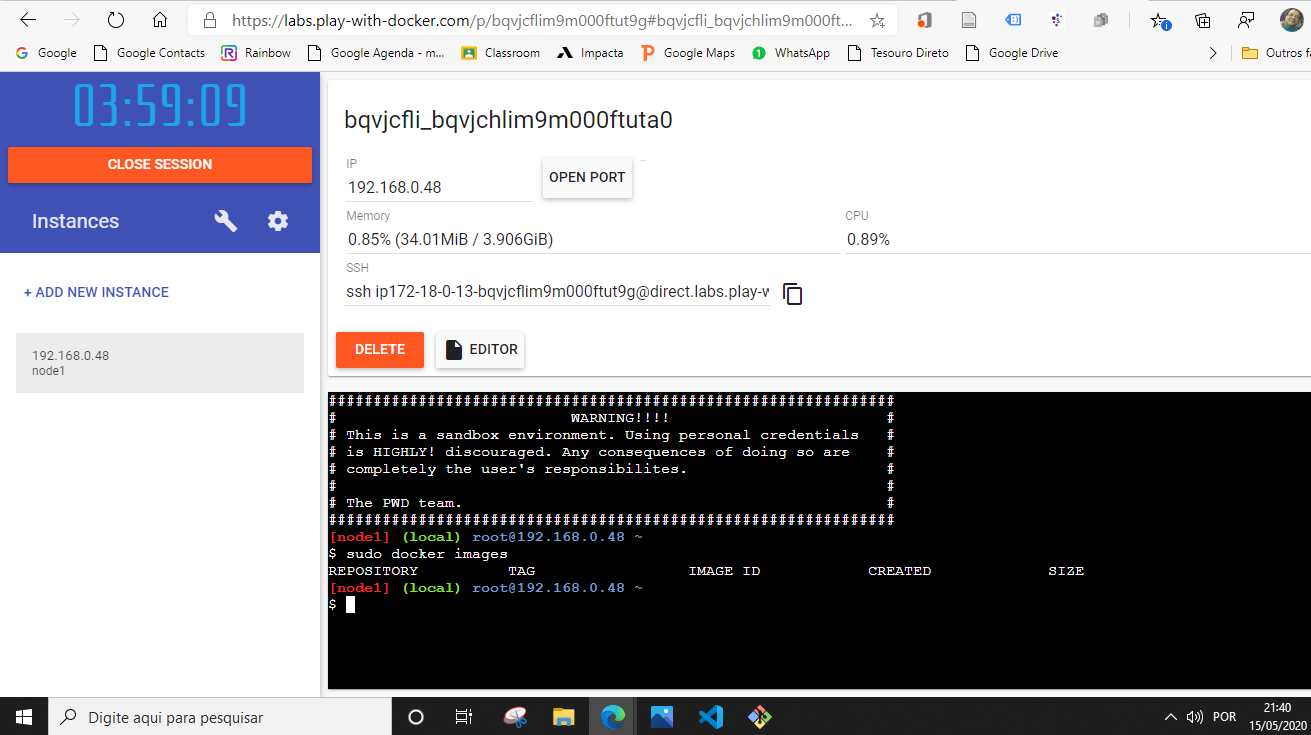 https://labs.play-with-docker.com/p/bqvjcflim9m000ftut9g#bqvjcfli_bqvjchlim9m000ft...
Google
Google Contacts
Rainbow
Google Agenda - m...
Classroom
Impacta
Google Maps
WhatsApp
Tesouro Direto
Google Drive
Outros fa
03:59:09
CLOSE SESSION
Instances
+ ADD NEW INSTANCE
192.168.0.48
node1
bqvjcfli_bqvjchlim9m000ftuta0
IP
192.168.0.48
OPEN PORT
Memory
0.85% (34.01MiB / 3.906GiB)
CPU
0.89%
SSH
ssh ip172-18-0-13-bqvjcflim9m000ftut9g@direct.labs.play-w
DELETE
EDITOR
###############################################################
#                          WARNING!!!!                        #
# This is a sandbox environment. Using personal credentials   #
# is HIGHLY! discouraged. Any consequences of doing so are    #
# completely the user's responsibilites.                      #
#                                                             #
# The PWD team.                                               #
###############################################################
[node1] (local) root@192.168.0.48 ~
$ sudo docker images
REPOSITORY          TAG                 IMAGE ID            CREATED             SIZE
[node1] (local) root@192.168.0.48 ~
$
Digite aqui para pesquisar
POR
21:40
15/05/2020